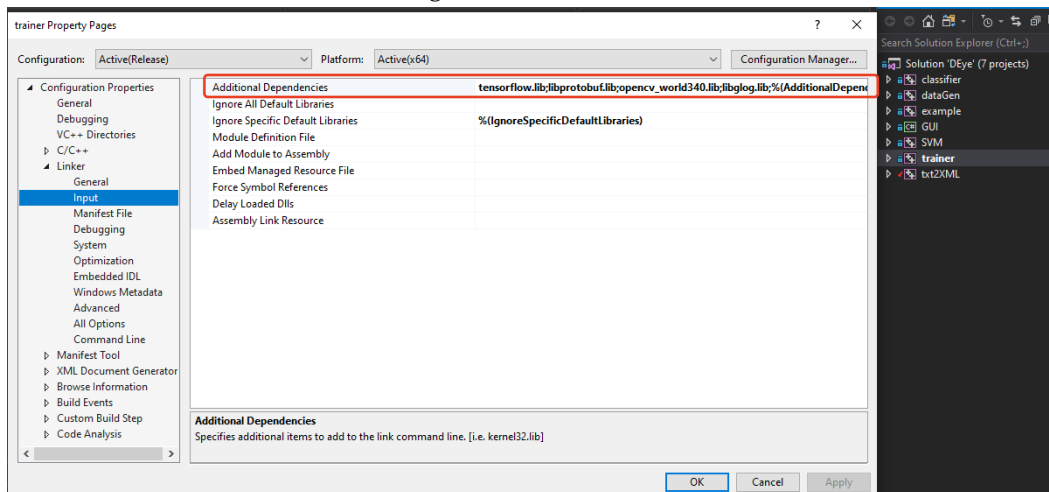 trainer Property Pages
?
Configuration: Active(Release) Platform: Active(x64) Configuration Manager...
Configuration Properties
General
Debugging
VC++ Directories
C/C++
Linker
General
Input
Manifest File
Debugging
System
Optimization
Embedded IDL
Windows Metadata
Advanced
All Options
Command Line
Manifest Tool
XML Document Generator
Browse Information
Build Events
Custom Build Step
Code Analysis
Additional Dependencies tensorflow.lib;libprotobuf.lib;opencv_world340.lib;libglog.lib;%(AdditionalDepend
Ignore All Default Libraries
Ignore Specific Default Libraries %(IgnoreSpecificDefaultLibraries)
Module Definition File
Add Module to Assembly
Embed Managed Resource File
Force Symbol References
Delay Loaded Dlls
Assembly Link Resource
Additional Dependencies
Specifies additional items to add to the link command line. [i.e. kernel32.lib]
OK Cancel Apply
Search Solution Explorer (Ctrl+;)
Solution 'DEye' (7 projects)
classifier
dataGen
example
C# GUI
SVM
trainer
txt2XML